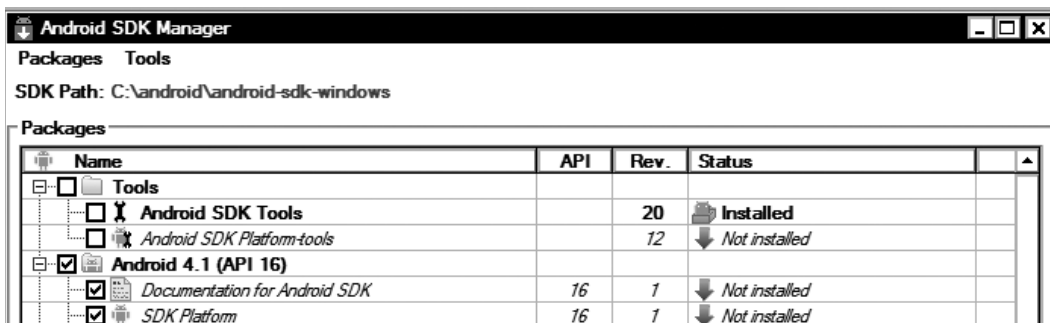 Android SDK Manager
Packages Tools
SDK Path: C:\android\android-sdk-windows
Packages
Name API Rev. Status
Tools
Android SDK Tools 20 Installed
Android SDK Platform-tools 12 Not installed
Android 4.1 (API 16)
Documentation for Android SDK 16 1 Not installed
SDK Platform 16 1 Not installed